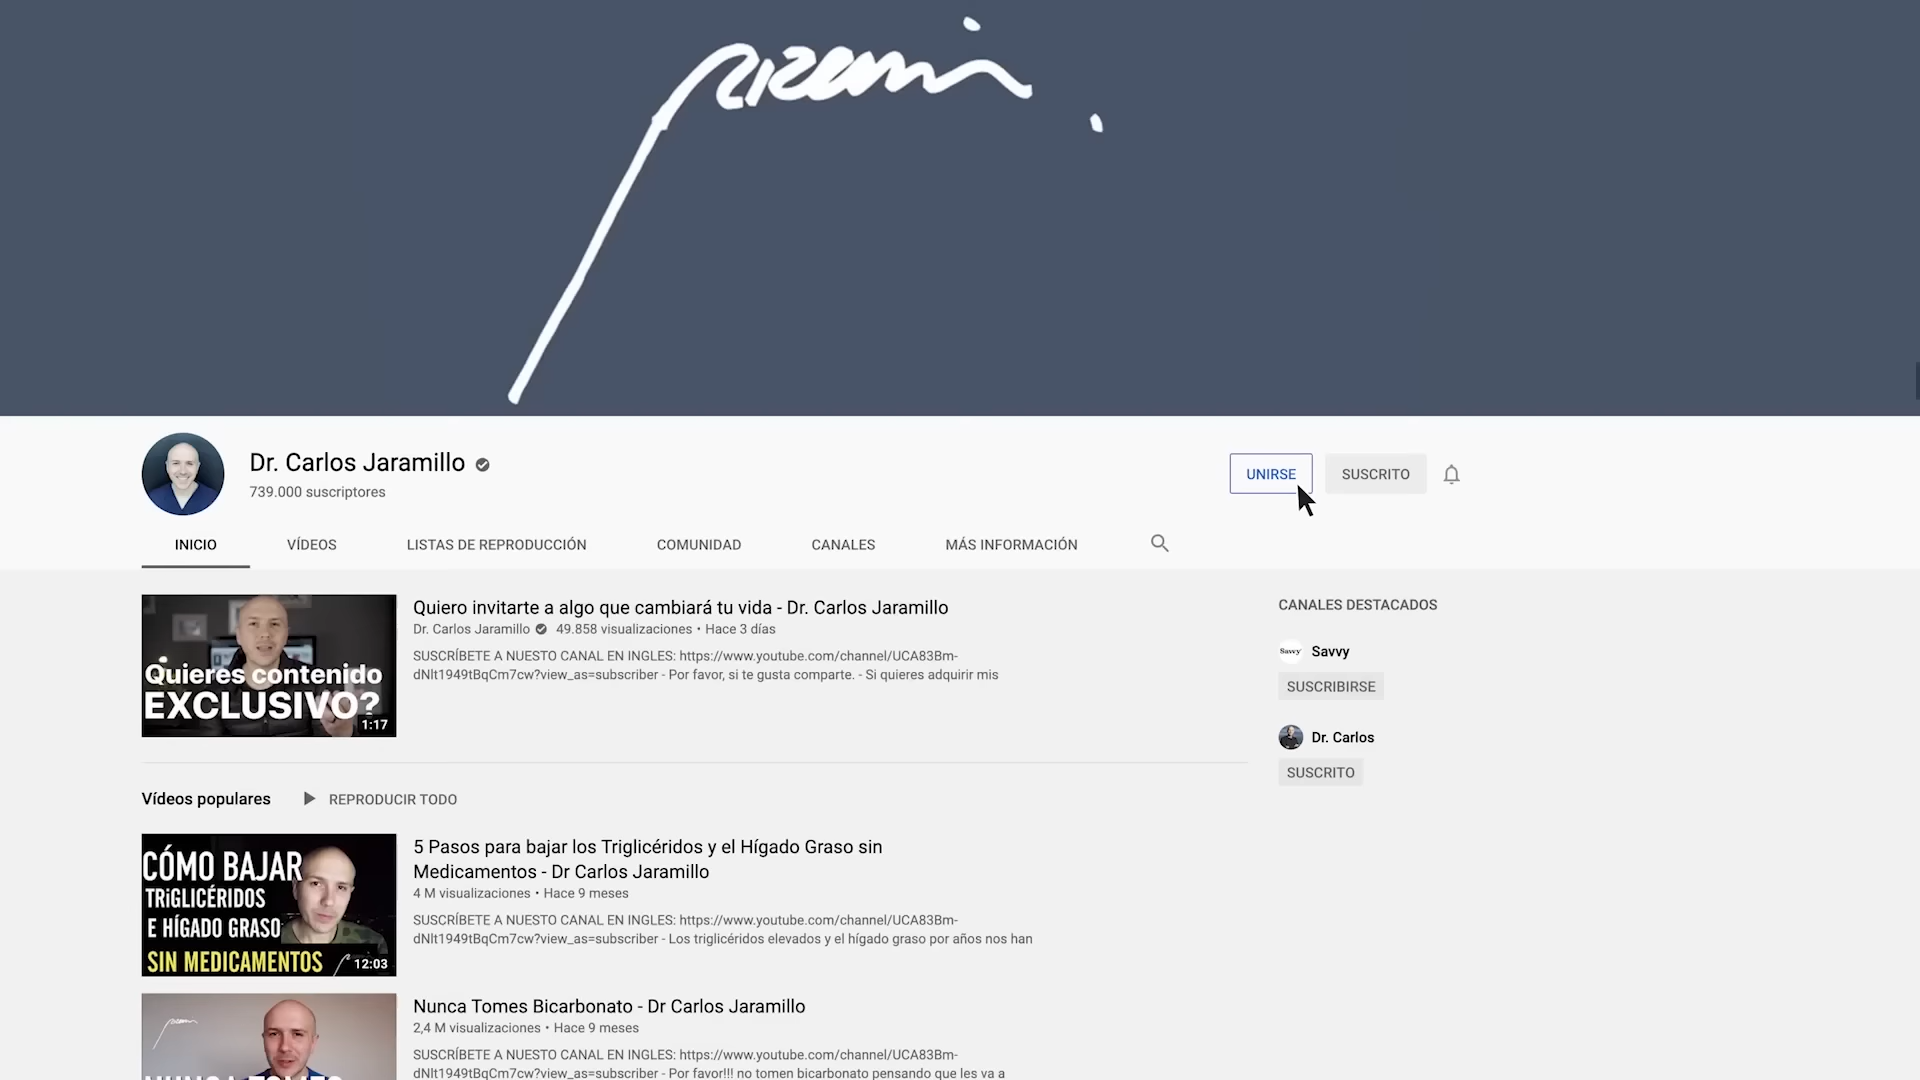 Dr. Carlos Jaramillo
739.000 suscriptores
UNIRSE
SUSCRITO
INICIO
VÍDEOS
LISTAS DE REPRODUCCIÓN
COMUNIDAD
CANALES
MÁS INFORMACIÓN
Quieres contenido
EXCLUSIVO?
1:17
Quiero invitarte a algo que cambiará tu vida - Dr. Carlos Jaramillo
Dr. Carlos Jaramillo 49.858 visualizaciones • Hace 3 días
SUSCRÍBETE A NUESTO CANAL EN INGLES: https://www.youtube.com/channel/UCA83Bm-
dNlt1949tBqCm7cw?view_as=subscriber - Por favor, si te gusta comparte. - Si quieres adquirir mis
CANALES DESTACADOS
Savvy
Savvy
SUSCRIBIRSE
Dr. Carlos
SUSCRITO
Vídeos populares
REPRODUCIR TODO
CÓMO BAJAR
TRiGLICÉRIDOS
E HÍGADO GRASO
SIN MEDICAMENTOS
12:03
5 Pasos para bajar los Triglicéridos y el Hígado Graso sin
Medicamentos - Dr Carlos Jaramillo
4 M visualizaciones • Hace 9 meses
SUSCRÍBETE A NUESTO CANAL EN INGLES: https://www.youtube.com/channel/UCA83Bm-
dNlt1949tBqCm7cw?view_as=subscriber - Los triglicéridos elevados y el hígado graso por años nos han
Nunca Tomes Bicarbonato - Dr Carlos Jaramillo
2,4 M visualizaciones • Hace 9 meses
SUSCRÍBETE A NUESTO CANAL EN INGLES: https://www.youtube.com/channel/UCA83Bm-
dNlt1949tBqCm7cw?view_as=subscriber - Por favor!!! no tomen bicarbonato pensando que les va a